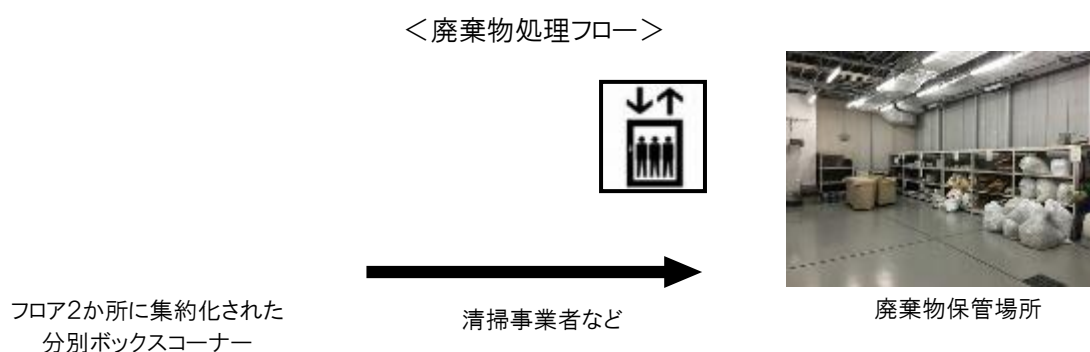 ＜廃棄物処理フロー＞
フロア2か所に集約化された
分別ボックスコーナー
清掃事業者など
廃棄物保管場所